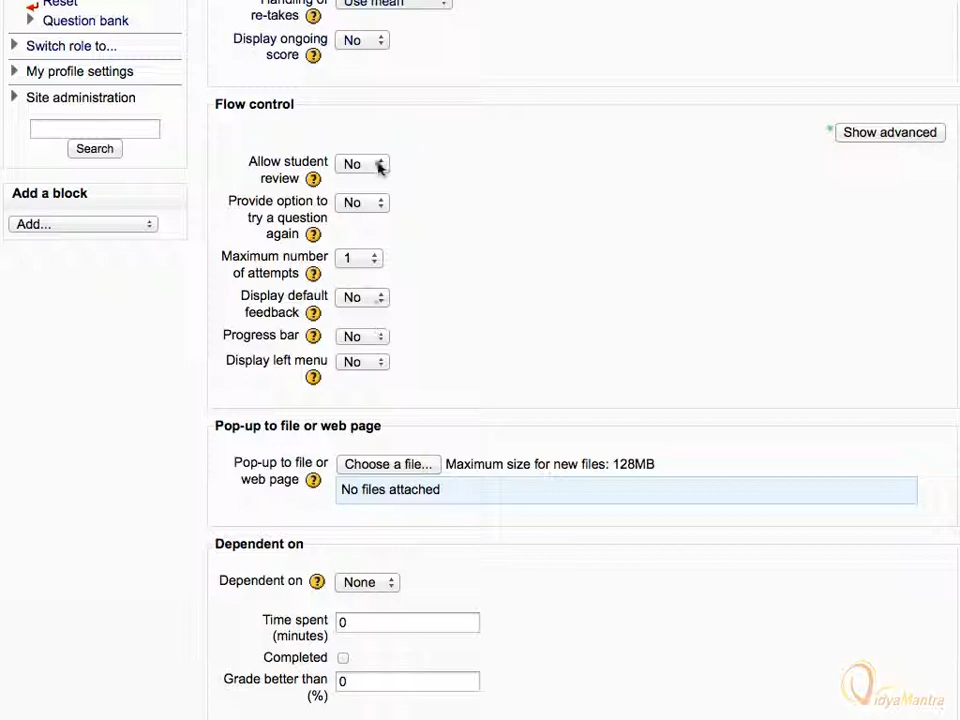 Reset
Question bank
Switch role to...
My profile settings
Site administration
Search
Add a block
Add...
Handling of
re-takes
Use mean
Display ongoing
score
No
Flow control
* Show advanced
Allow student
review
No
Provide option to
try a question
again
No
Maximum number
of attempts
1
Display default
feedback
No
Progress bar
No
Display left menu
No
Pop-up to file or web page
Pop-up to file or
web page
Choose a file... Maximum size for new files: 128MB
No files attached
Dependent on
Dependent on
None
Time spent
(minutes)
0
Completed
Grade better than
(%)
0
VidyaMantra